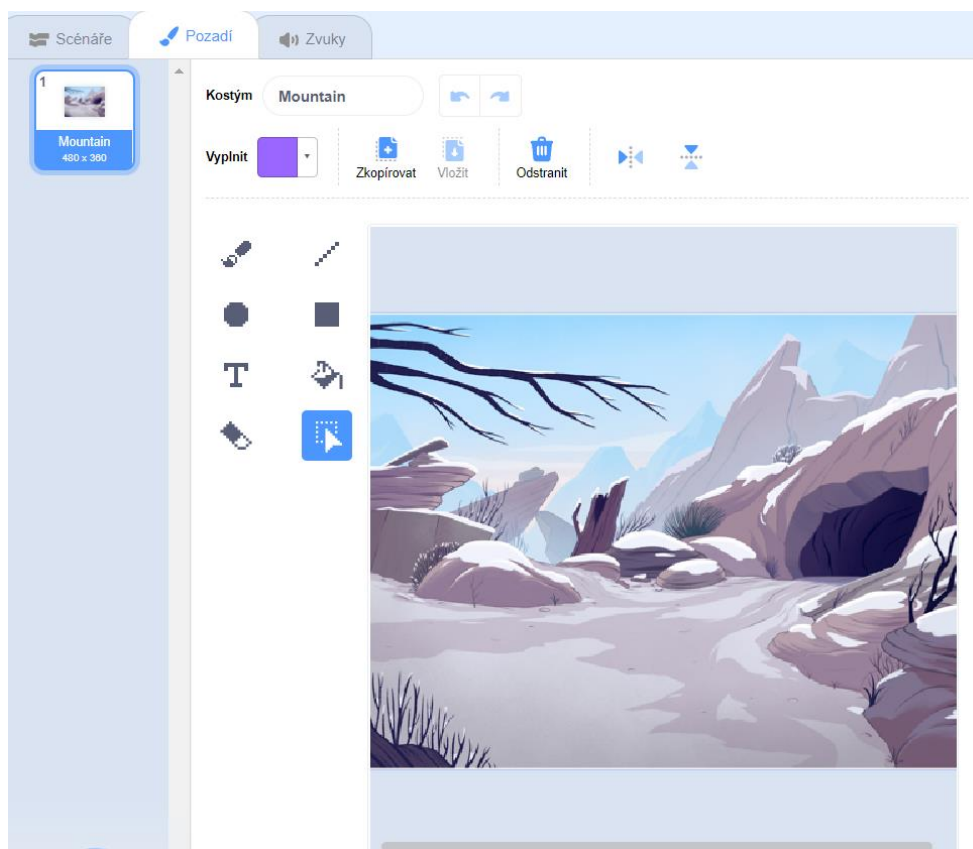 Scénáře
Pozadí
Zvuky
1
Mountain
480 x 360
Kostým
Mountain
Vyplnit
Zkopírovat
Vložit
Odstranit
T